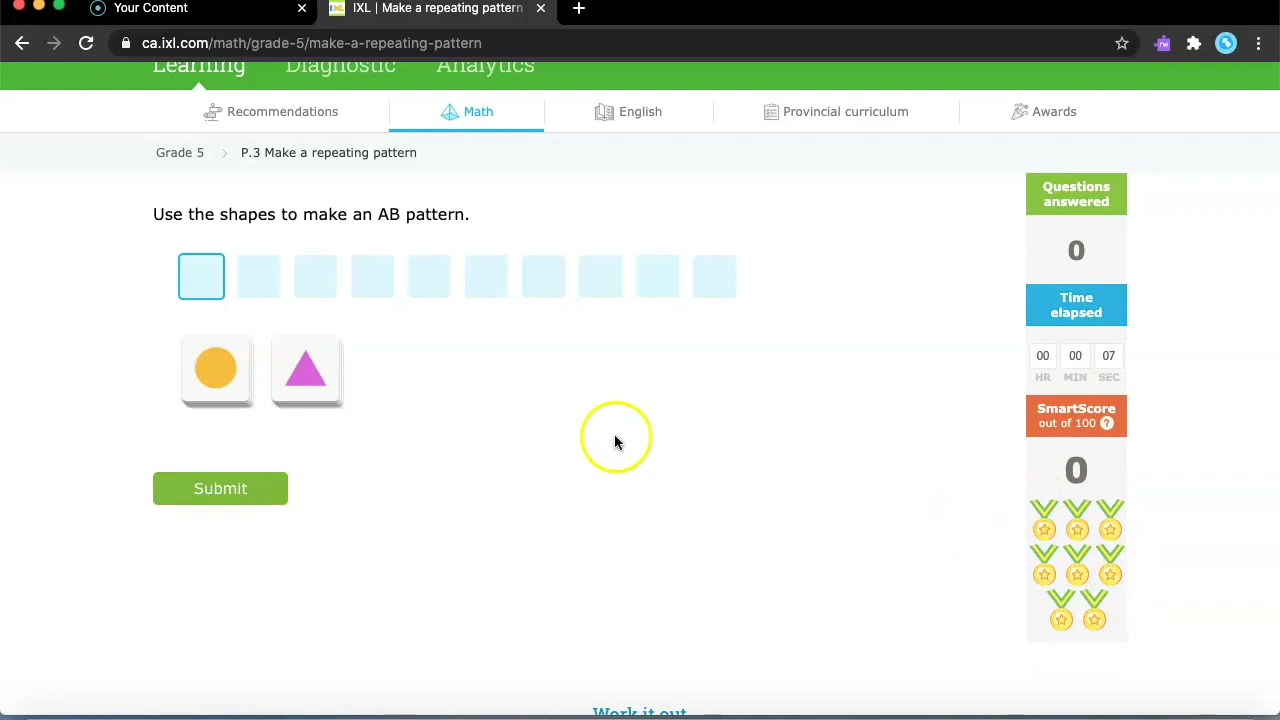 Your Content
IXL | Make a repeating pattern
ca.ixl.com/math/grade-5/make-a-repeating-pattern
Learning Diagnostic Analytics
Recommendations Math English Provincial curriculum Awards
Grade 5 P.3 Make a repeating pattern
Use the shapes to make an AB pattern.
Submit
Questions
answered
0
Time
elapsed
00 00 07
HR MIN SEC
SmartScore
out of 100 ?
0
Work it out